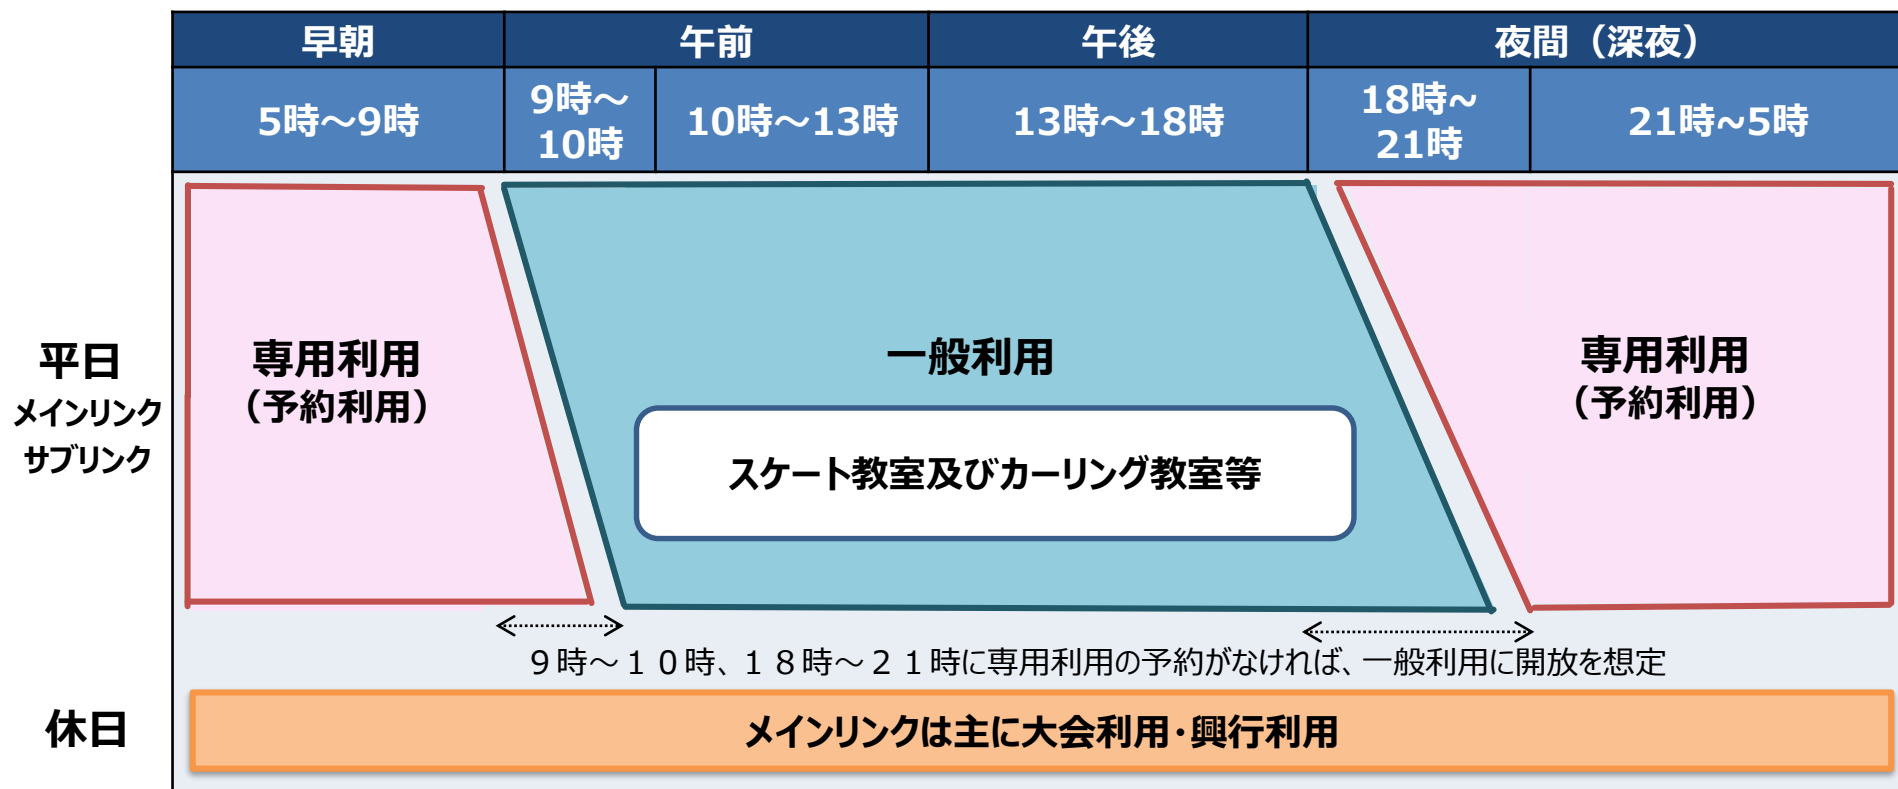 早朝
午前
午後
夜間（深夜）
5時～9時
9時～
10時
10時～13時
13時～18時
18時~
21時
21時~5時
平日
メインリンク
サブリンク
専用利用
（予約利用）
一般利用
スケート教室及びカーリング教室等
専用利用
（予約利用）
９時～１０時、１８時～２１時に専用利用の予約がなければ、一般利用に開放を想定
休日
メインリンクは主に大会利用・興行利用